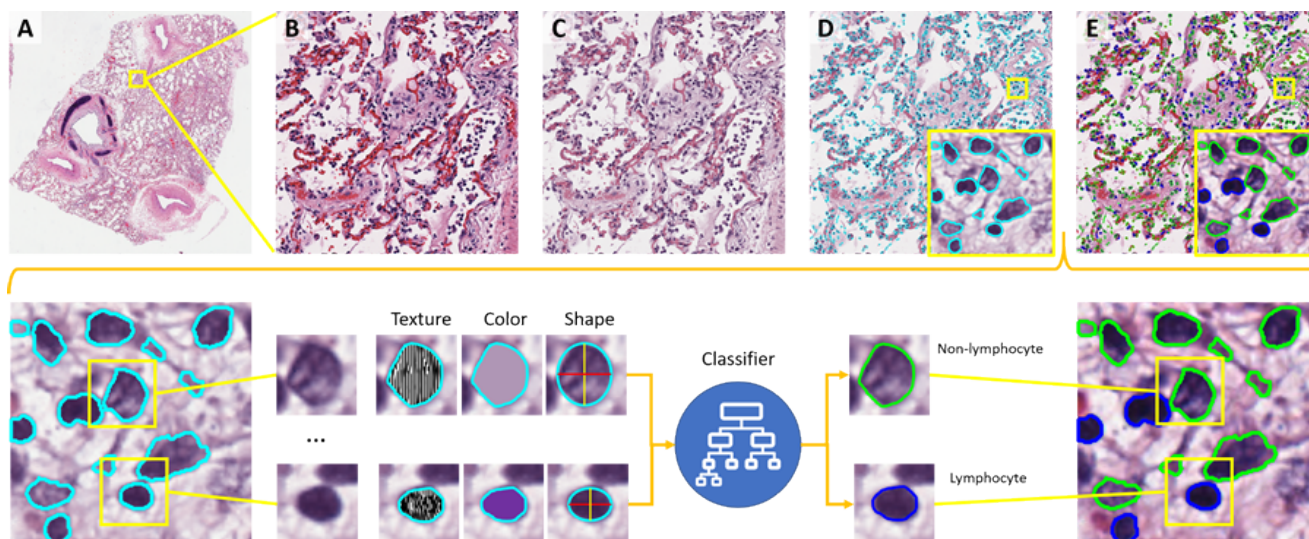 A
B
C
D
E
Texture
Color
Shape
Classifier
Non-lymphocyte
...
Lymphocyte